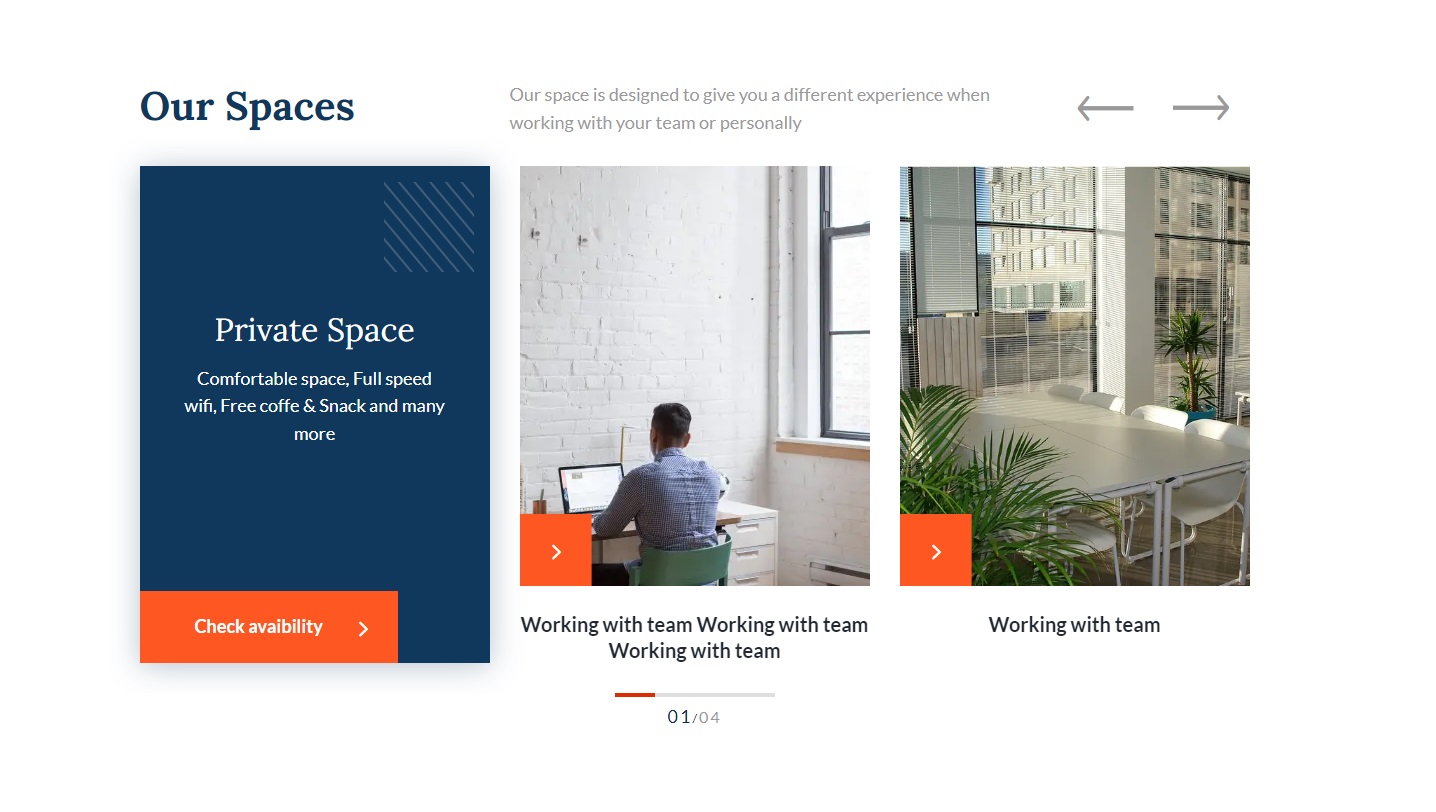 Our Spaces
Our space is designed to give you a different experience when
working with your team or personally
Private Space
Comfortable space, Full speed
wifi, Free coffe & Snack and many
more
Check avaibility
Working with team Working with team
Working with team
Working with team
01/04